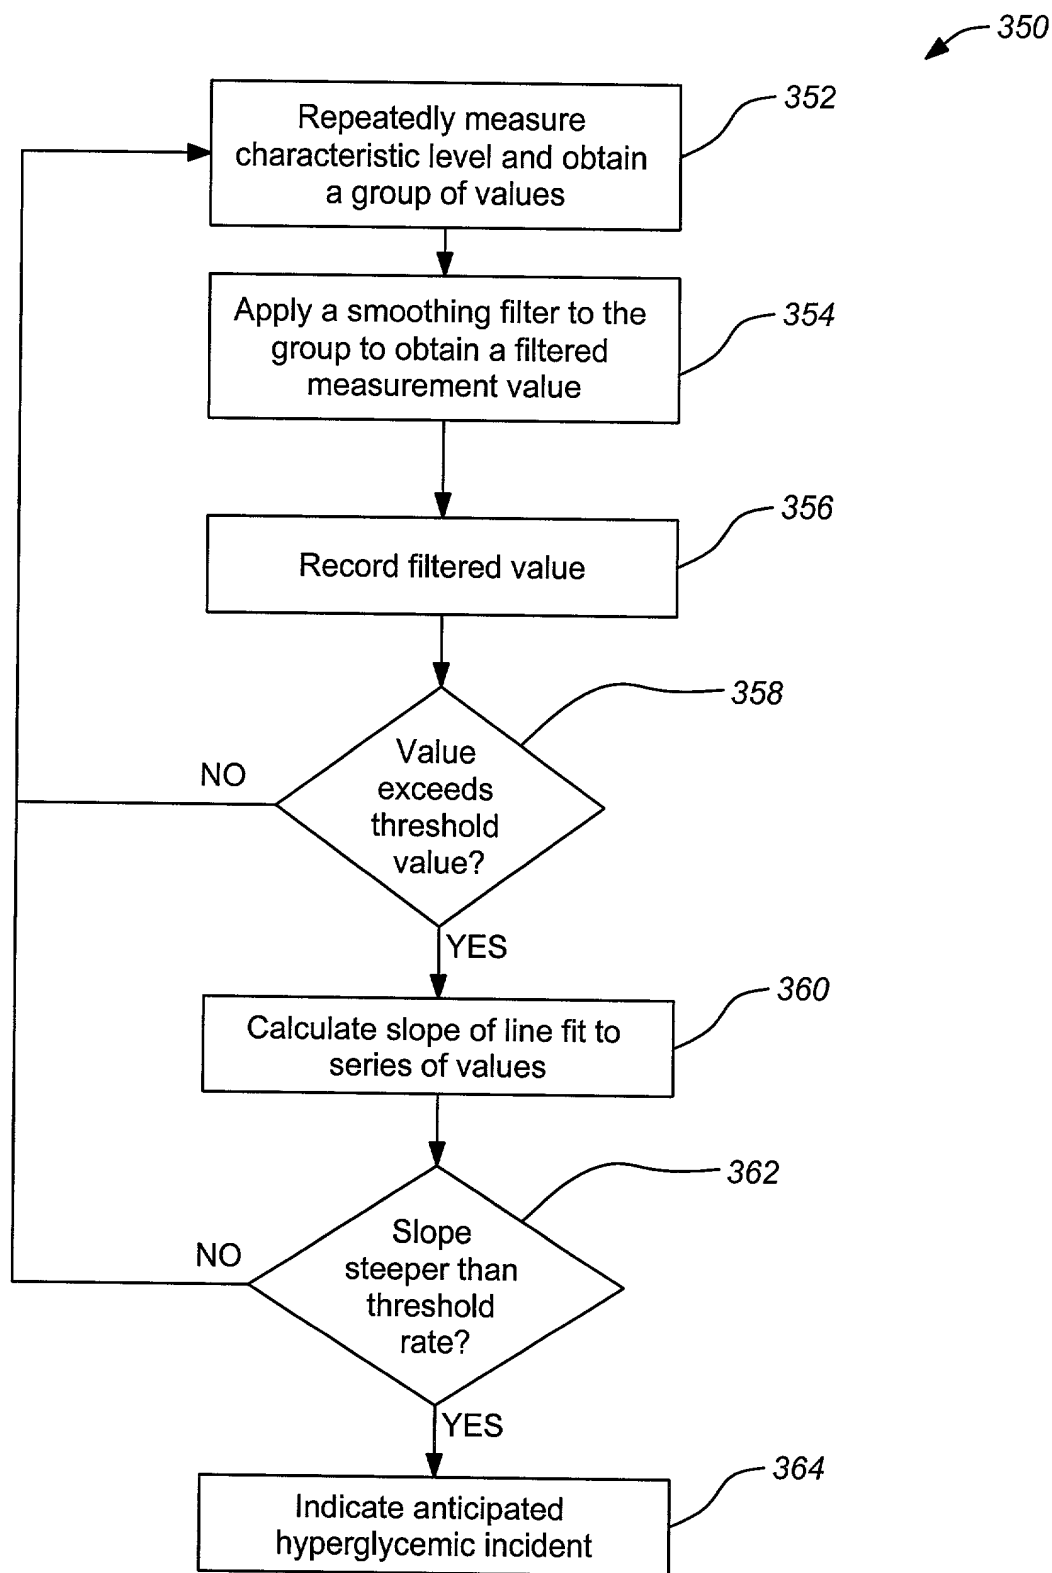 350
352
Repeatedly measure
characteristic level and obtain
a group of values
354
Apply a smoothing filter to the
group to obtain a filtered
measurement value
356
Record filtered value
358
Value
exceeds
threshold
value?
NO
YES
360
Calculate slope of line fit to
series of values
362
Slope
steeper than
threshold
rate?
NO
YES
364
Indicate anticipated
hyperglycemic incident